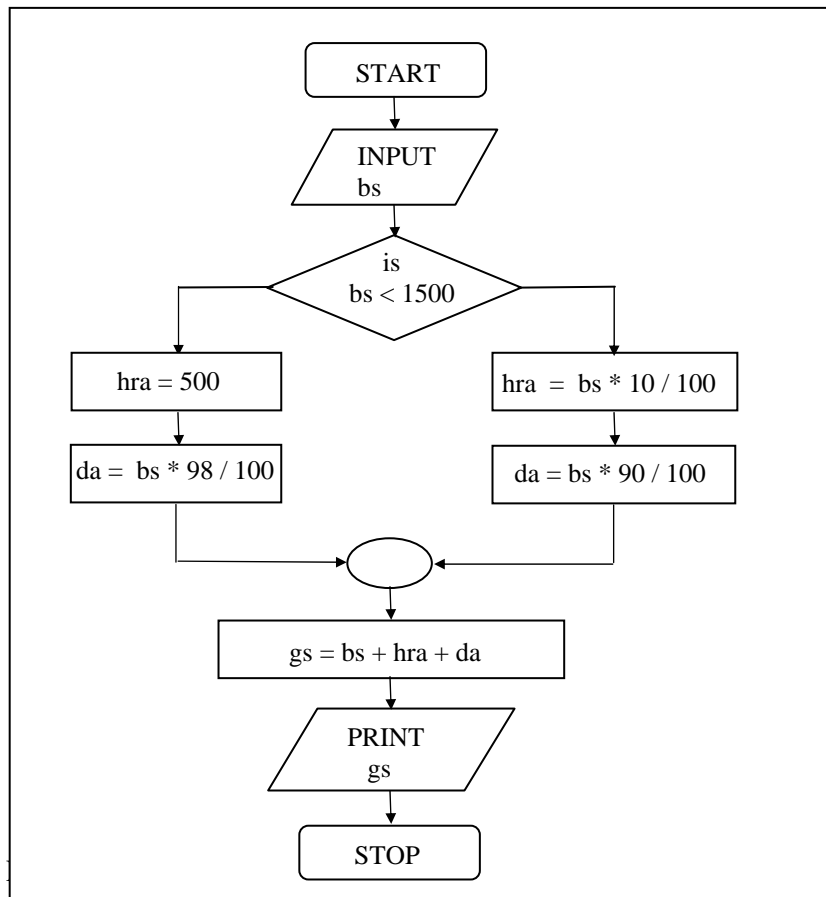 START
INPUT
bs
is
bs < 1500
hra = 500
hra = bs * 10 / 100
da = bs * 98 / 100
da = bs * 90 / 100
gs = bs + hra + da
PRINT
gs
STOP